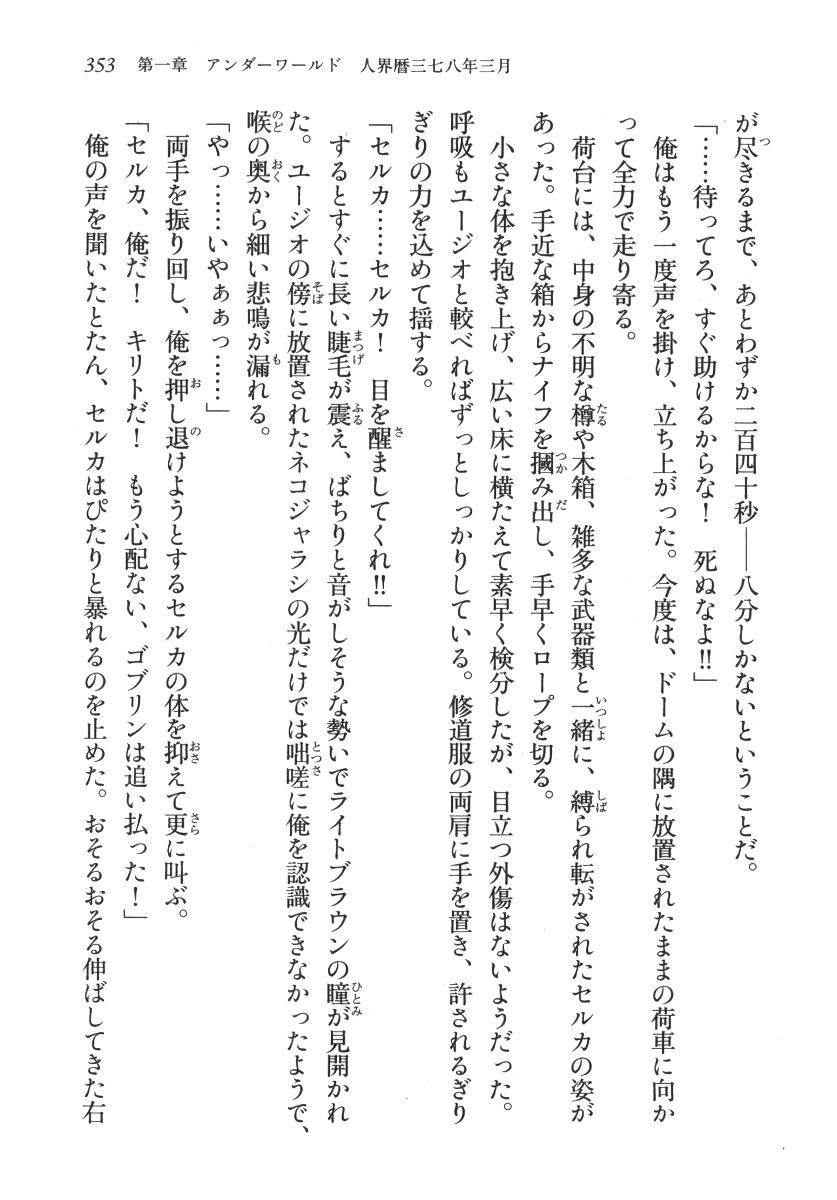 353　第一章　アンダーワールド　人界暦三七八年三月
が尽きるまで、あとわずか二百四十秒――八分しかないということだ。
「……待ってろ、すぐ助けるからな！　死ぬなよ!!」
　俺はもう一度声を掛け、立ち上がった。今度は、ドームの隅に放置されたままの荷車に向か
って全力で走り寄る。
　荷台には、中身の不明な樽や木箱、雑多な武器類と一緒に、縛られ転がされたセルカの姿が
あった。手近な箱からナイフを摑み出し、手早くロープを切る。
　小さな体を抱き上げ、広い床に横たえて素早く検分したが、目立つ外傷はないようだった。
呼吸もユージオと較べればずっとしっかりしている。修道服の両肩に手を置き、許されるぎり
ぎりの力を込めて揺する。
「セルカ……セルカ！　目を醒ましてくれ!!」
　するとすぐに長い睫毛が震え、ばちりと音がしそうな勢いでライトブラウンの瞳が見開かれ
た。ユージオの傍に放置されたネコジャラシの光だけでは咄嗟に俺を認識できなかったようで、
喉の奥から細い悲鳴が漏れる。
「やっ……いやぁぁっ……」
　両手を振り回し、俺を押し退けようとするセルカの体を抑えて更に叫ぶ。
「セルカ、俺だ！　キリトだ！　もう心配ない、ゴブリンは追い払った！」
　俺の声を聞いたとたん、セルカはぴたりと暴れるのを止めた。おそるおそる伸ばしてきた右